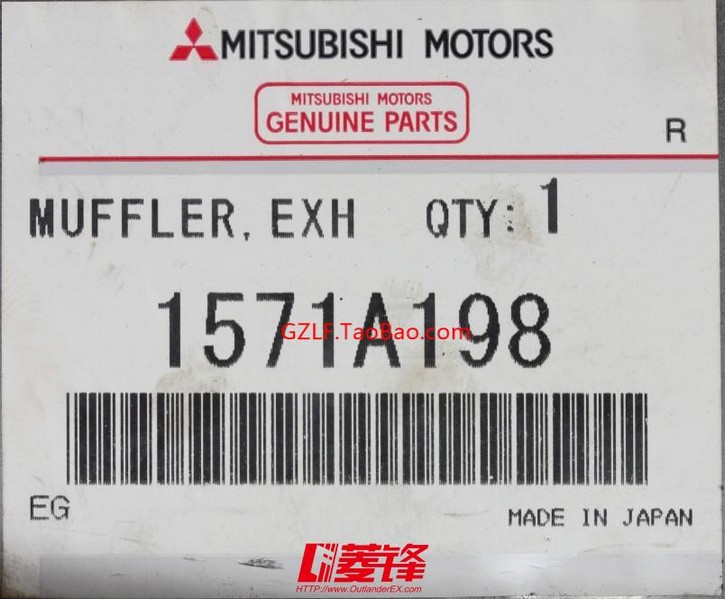 MITSUBISHI MOTORS
MITSUBISHI MOTORS
GENUINE PARTS
R
MUFFLER, EXH QTY: 1
1571A198
GZLF.TaoBao.com
EG
MADE IN JAPAN
菱锋
HTTP://www.OutlanderEX.com